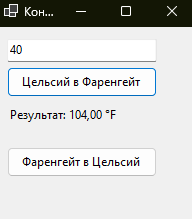 Кон...
40
Цельсий в Фаренгейт
Результат: 104,00 °F
Фаренгейт в Цельсий